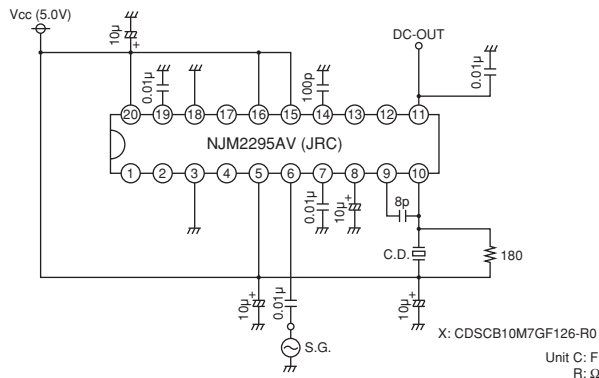 Vcc (5.0V)
10μ
+
DC-OUT
0.01μ
100p
0.01μ
20 19 18 17 16 15 14 13 12 11
NJM2295AV (JRC)
1 2 3 4 5 6 7 8 9 10
0.01μ
10μ
+
8p
C.D.
180
10μ
+
0.01μ
10μ
+
X: CDSCB10M7GF126-R0
S.G.
Unit C: F
R: Ω